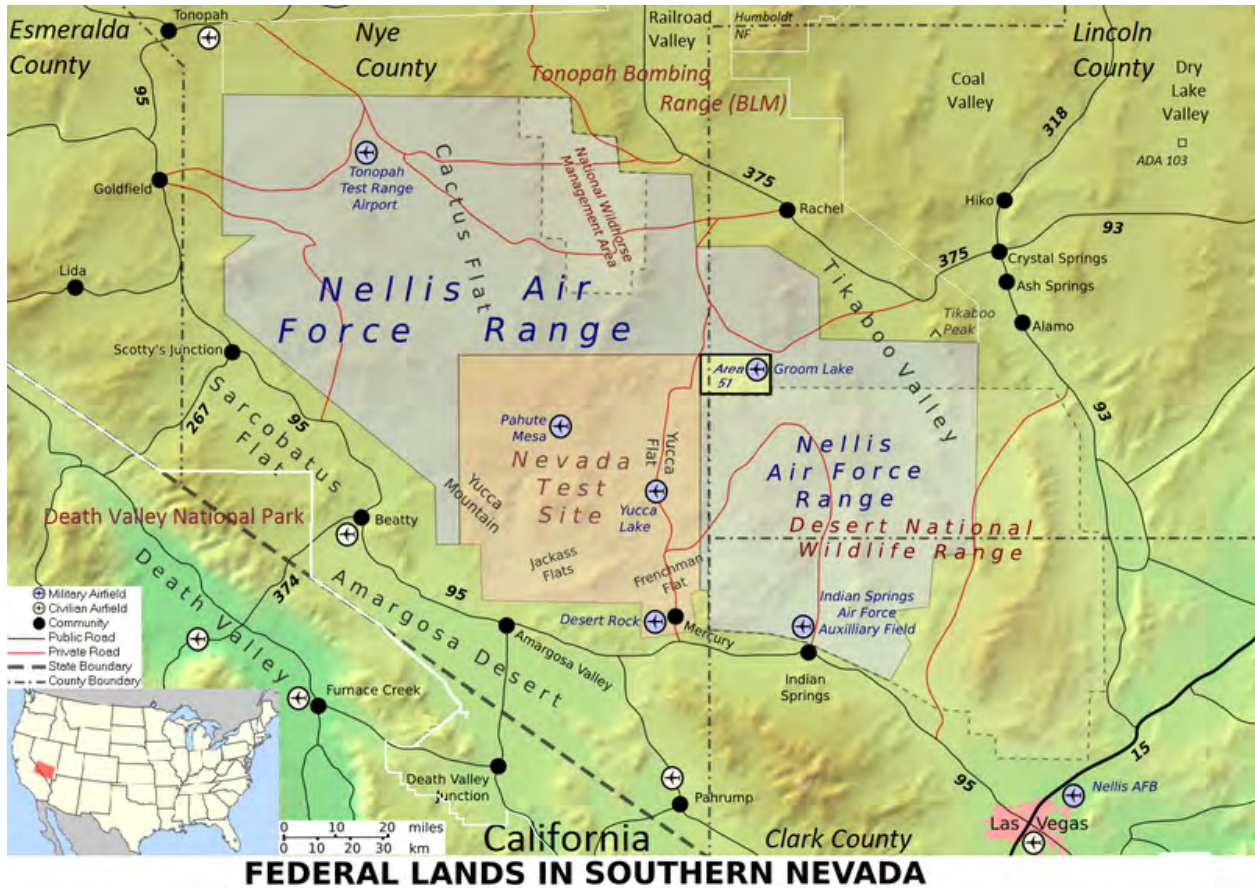 Esmeralda
County
Tonopah
Nye
County
Railroad
Valley
Humboldt
NF
Lincoln
County
Tonopah Bombing
Range (BLM)
Coal
Valley
Dry
Lake
Valley
ADA 103
95
318
Tonopah
Test Range
Airport
Cactus Flat
National Wildhorse
Management Area
375
Goldfield
Rachel
Hiko
93
375
Crystal Springs
Ash Springs
Lida
Nellis Air
Force Range
Tikaboo Valley
Tikaboo
Peak
Alamo
Scotty's Junction
Area
51
Groom Lake
267
95
Sarcobatus
Flat
93
Pahute
Mesa
Yucca
Flat
Nellis
Air Force
Range
Nevada
Test
Site
Yucca
Mountain
Yucca
Lake
Death Valley National Park
Beatty
Desert National
Wildlife Range
Jackass
Flats
Frenchman
Flat
Death Valley
374
Amargosa Desert
95
Indian Springs
Air Force
Auxilliary Field
Desert Rock
Mercury
Amargosa Valley
Military Airfield
Civilian Airfield
Community
Public Road
Private Road
State Boundary
County Boundary
Furnace Creek
Indian
Springs
15
Death Valley
Junction
95
Nellis AFB
Pahrump
Las Vegas
0 10 20 miles
0 10 20 30 km
California
Clark County
FEDERAL LANDS IN SOUTHERN NEVADA